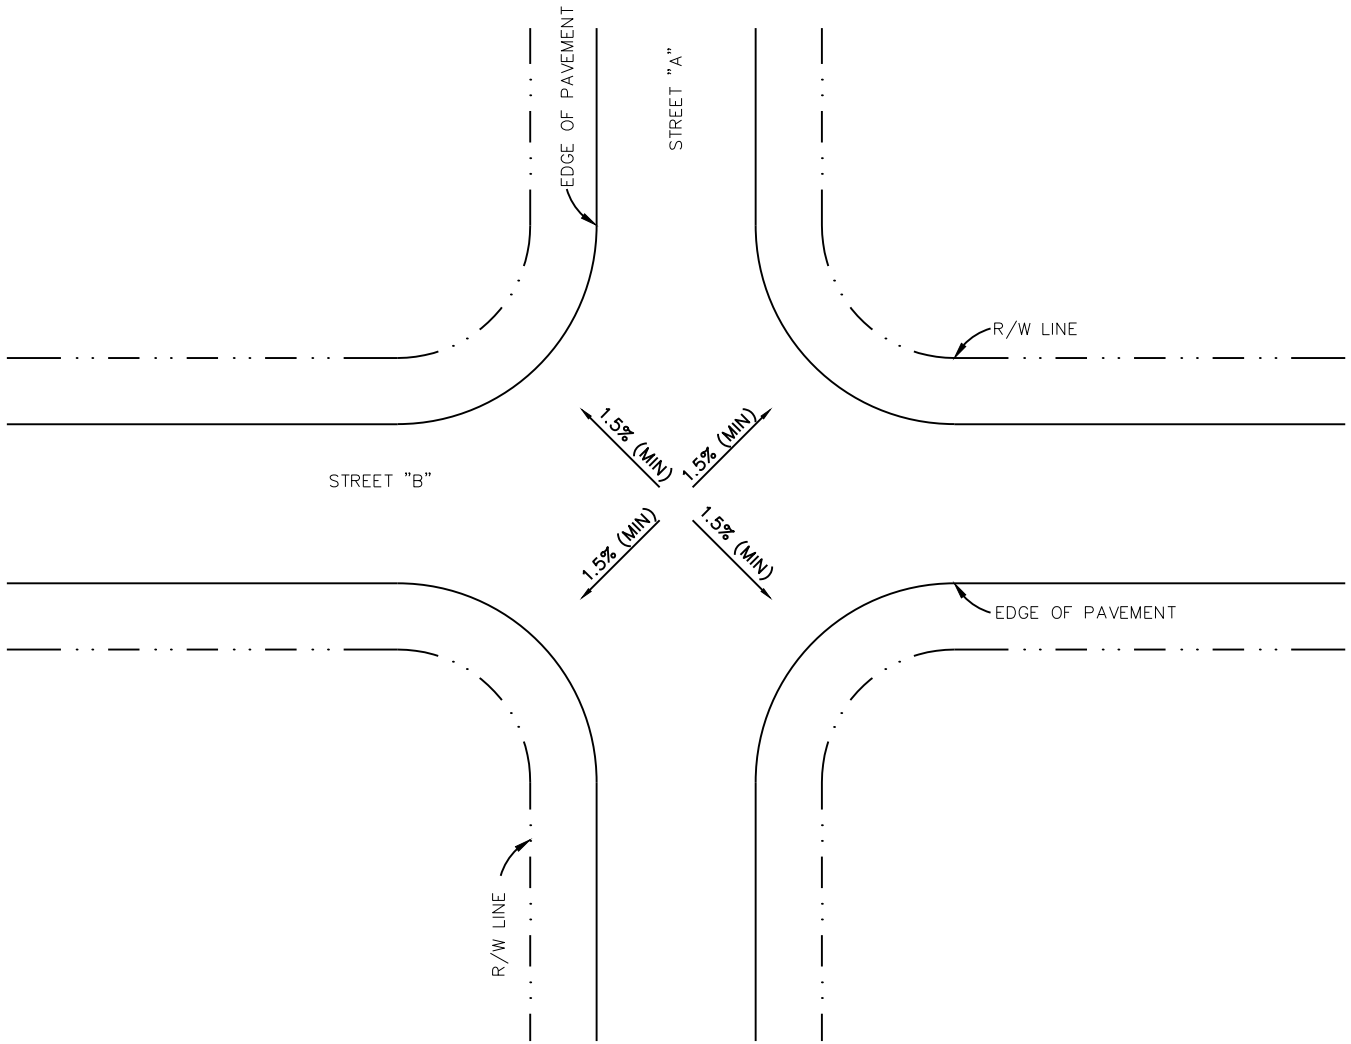 EDGE OF PAVEMENT
STREET "A"
R/W LINE
1.5% (MIN)
1.5% (MIN)
STREET "B"
1.5% (MIN)
1.5% (MIN)
EDGE OF PAVEMENT
R/W LINE